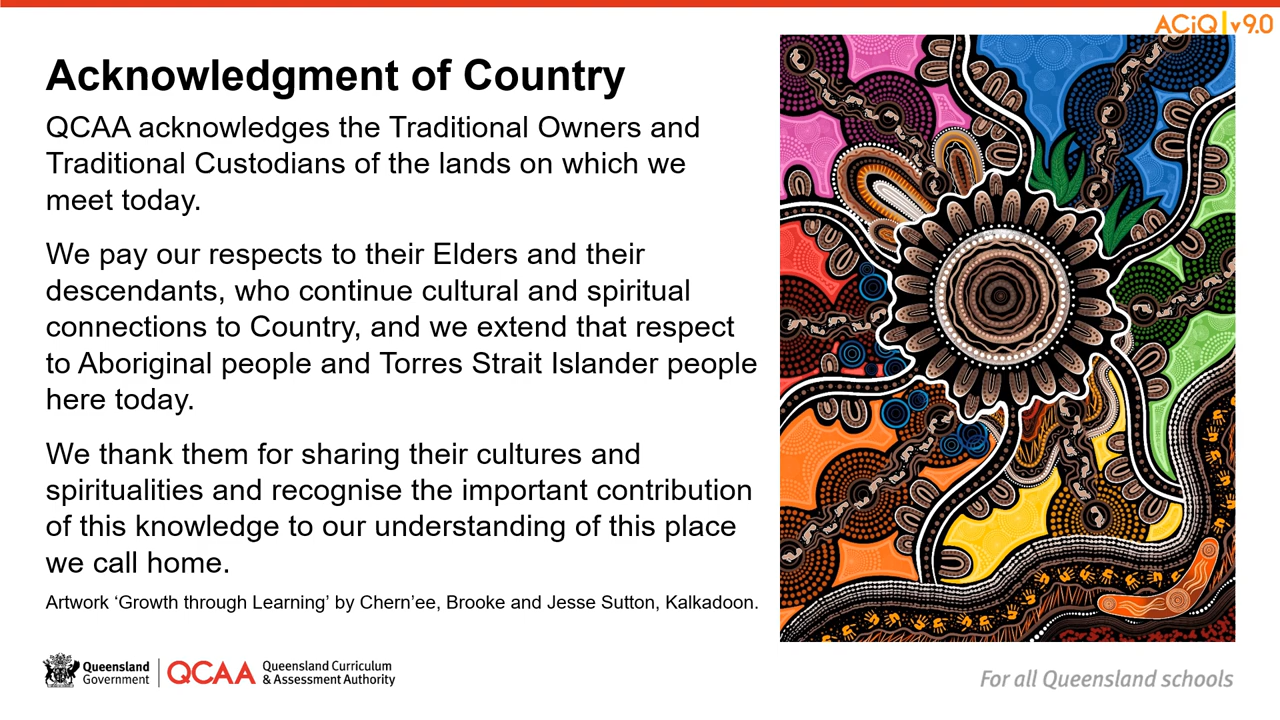 ACiQ v9.0
Acknowledgment of Country
QCAA acknowledges the Traditional Owners and
Traditional Custodians of the lands on which we
meet today.
We pay our respects to their Elders and their
descendants, who continue cultural and spiritual
connections to Country, and we extend that respect
to Aboriginal people and Torres Strait Islander people
here today.
We thank them for sharing their cultures and
spiritualities and recognise the important contribution
of this knowledge to our understanding of this place
we call home.
Artwork ‘Growth through Learning’ by Chern’ee, Brooke and Jesse Sutton, Kalkadoon.
Queensland
Government
QCAA
Queensland Curriculum
& Assessment Authority
For all Queensland schools